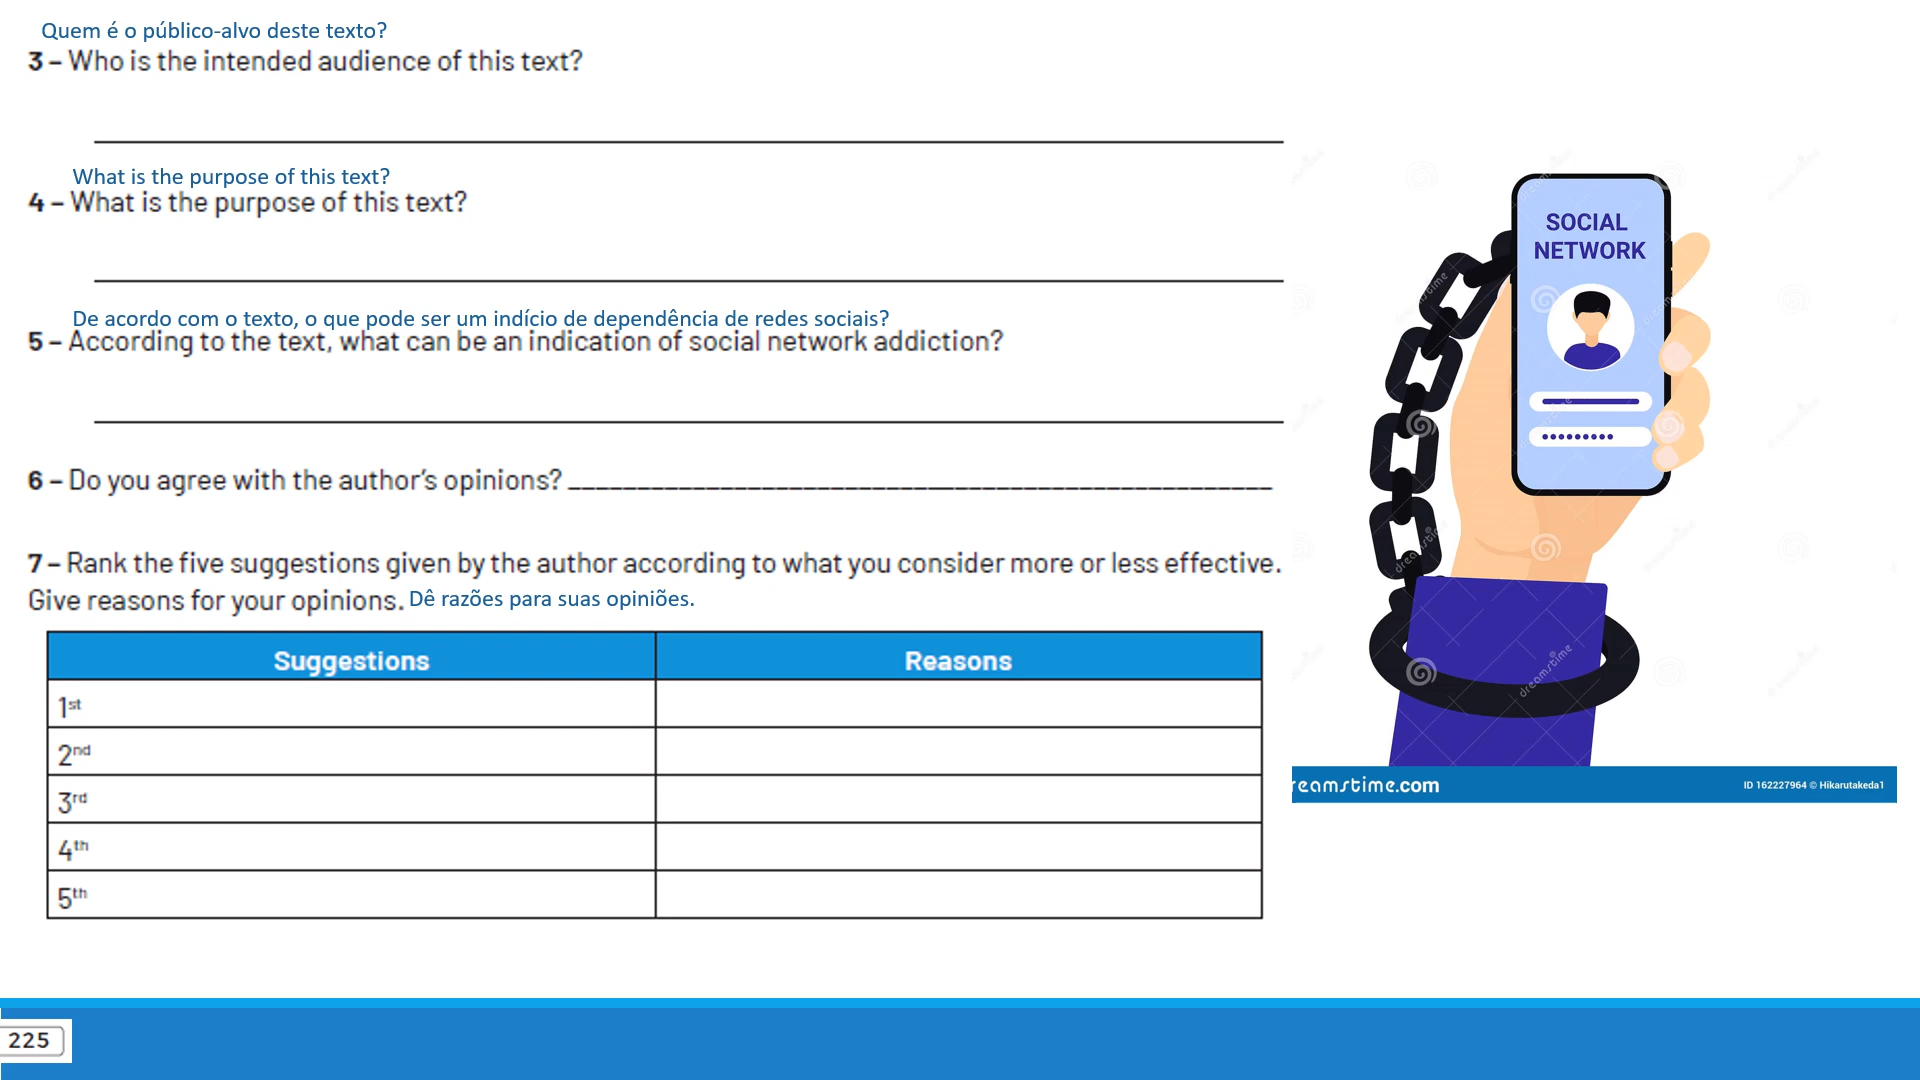 Quem é o público-alvo deste texto?
3 – Who is the intended audience of this text?
What is the purpose of this text?
4 – What is the purpose of this text?
De acordo com o texto, o que pode ser um indício de dependência de redes sociais?
5 – According to the text, what can be an indication of social network addiction?
6 – Do you agree with the author's opinions?
7 – Rank the five suggestions given by the author according to what you consider more or less effective.
Give reasons for your opinions. Dê razões para suas opiniões.
Suggestions Reasons
1st
2nd
3rd
4th
5th
SOCIAL
NETWORK
dreamstime
dreamstime
dreamstime
reamstime.com ID 162227964 © Hikarutakeda1
225